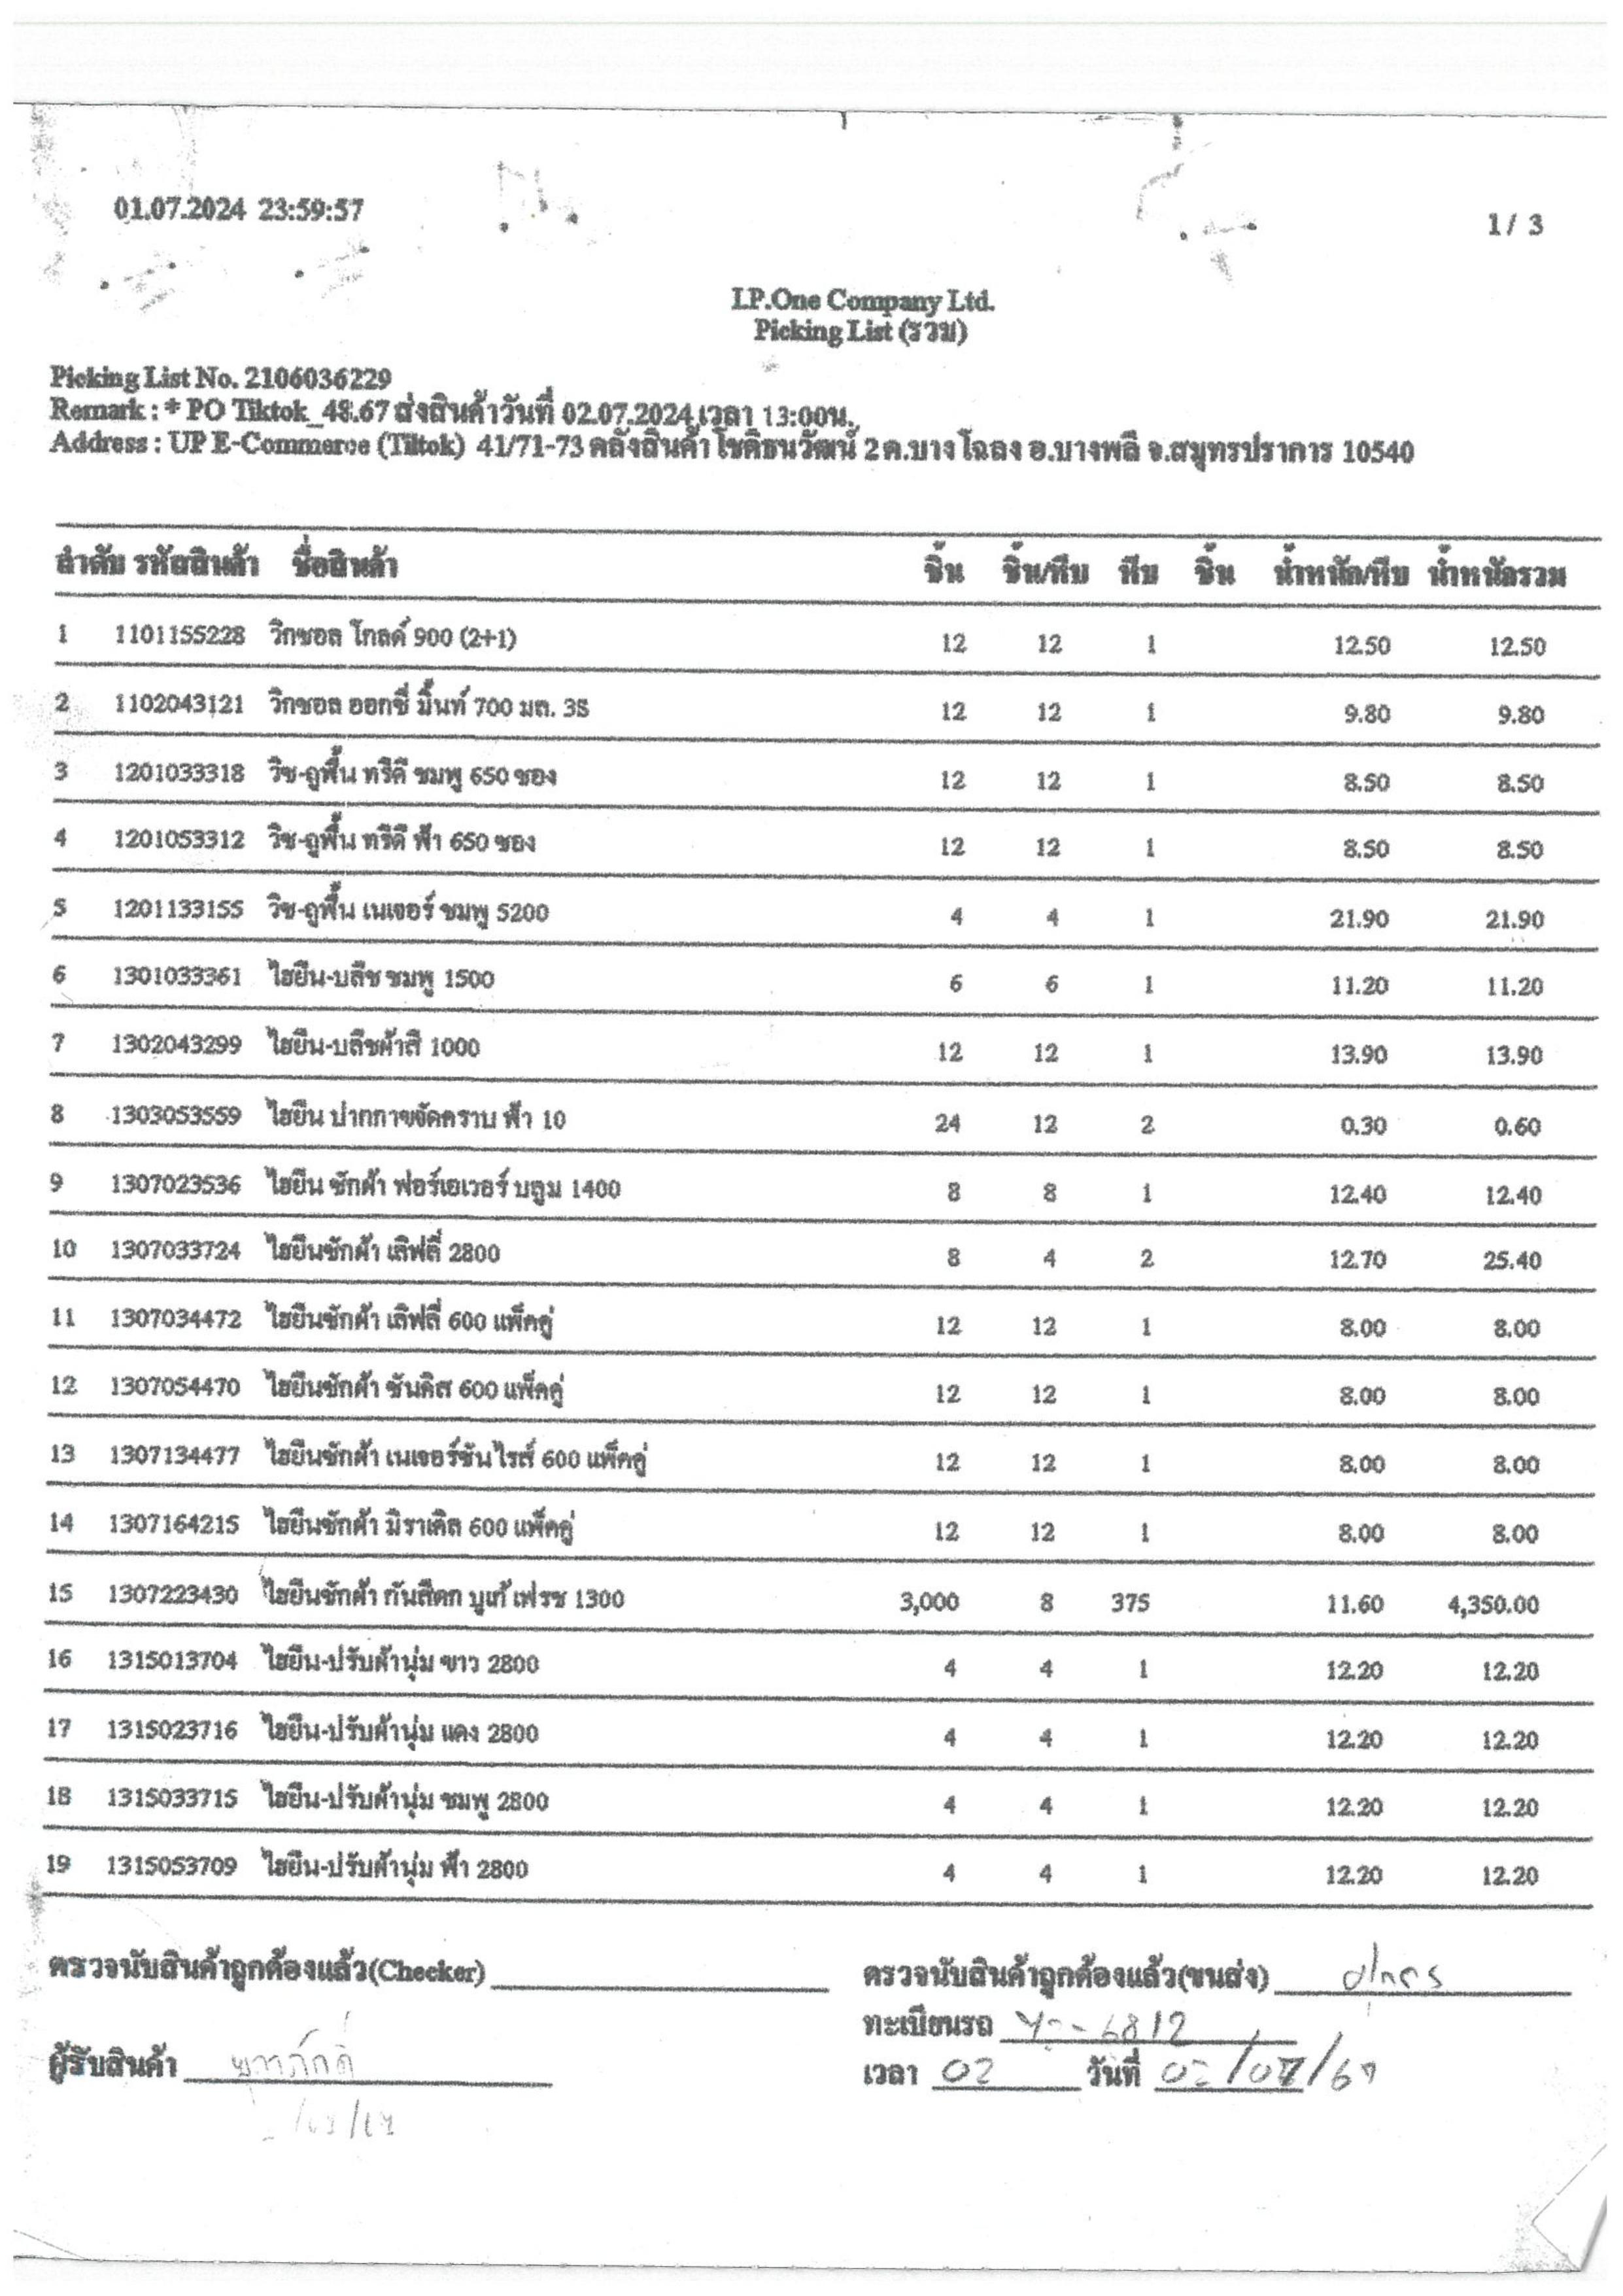 01.07.2024 23:59:57
1/ 3
I.P.One Company Ltd.
Picking List (รวม)
Picking List No. 2106036229
Remark : * PO Tiktok_48.67 ส่งสินค้าวันที่ 02.07.2024 เวลา 13:00น.
Address : UP E-Commerce (Tiktok) 41/71-73 คลังสินค้า โชติธนวัฒน์ 2 ต.บางโฉลง อ.บางพลี จ.สมุทรปราการ 10540
ลำดับ รหัสสินค้า ชื่อสินค้า ชิ้น ชิ้น/หีบ หีบ ชิ้น น้ำหนัก/หีบ น้ำหนักรวม
1 1101155228 วิกซอล โกลด์ 900 (2+1) 12 12 1 12.50 12.50
2 1102043121 วิกซอล ออกซี่ มิ้นท์ 700 มล. 3S 12 12 1 9.80 9.80
3 1201033318 วิซ-ถูพื้น ทรีดี ชมพู 650 ซอง 12 12 1 8.50 8.50
4 1201053312 วิซ-ถูพื้น ทรีดี ฟ้า 650 ซอง 12 12 1 8.50 8.50
5 1201133155 วิซ-ถูพื้น เนเจอร์ ชมพู 5200 4 4 1 21.90 21.90
6 1301033361 ไฮยีน-บลีช ชมพู 1500 6 6 1 11.20 11.20
7 1302043299 ไฮยีน-บลีชผ้าสี 1000 12 12 1 13.90 13.90
8 1303053559 ไฮยีน ปากกาขจัดคราบ ฟ้า 10 24 12 2 0.30 0.60
9 1307023536 ไฮยีน ซักผ้า ฟอร์เอเวอร์ บลูม 1400 8 8 1 12.40 12.40
10 1307033724 ไฮยีนซักผ้า เลิฟลี่ 2800 8 4 2 12.70 25.40
11 1307034472 ไฮยีนซักผ้า เลิฟลี่ 600 แพ็คคู่ 12 12 1 8.00 8.00
12 1307054470 ไฮยีนซักผ้า ซันคิส 600 แพ็คคู่ 12 12 1 8.00 8.00
13 1307134477 ไฮยีนซักผ้า เนเจอร์ซันไรส์ 600 แพ็คคู่ 12 12 1 8.00 8.00
14 1307164215 ไฮยีนซักผ้า มิราเคิล 600 แพ็คคู่ 12 12 1 8.00 8.00
15 1307223430 ไฮยีนซักผ้า กันสีตก บูเก้ เฟรช 1300 3,000 8 375 11.60 4,350.00
16 1315013704 ไฮยีน-ปรับผ้านุ่ม ขาว 2800 4 4 1 12.20 12.20
17 1315023716 ไฮยีน-ปรับผ้านุ่ม แดง 2800 4 4 1 12.20 12.20
18 1315033715 ไฮยีน-ปรับผ้านุ่ม ชมพู 2800 4 4 1 12.20 12.20
19 1315053709 ไฮยีน-ปรับผ้านุ่ม ฟ้า 2800 4 4 1 12.20 12.20
ตรวจนับสินค้าถูกต้องแล้ว(Checker)
ตรวจนับสินค้าถูกต้องแล้ว(ขนส่ง)
ทะเบียนรถ 6812
ผู้รับสินค้า
เวลา 02 วันที่ 02/07/67